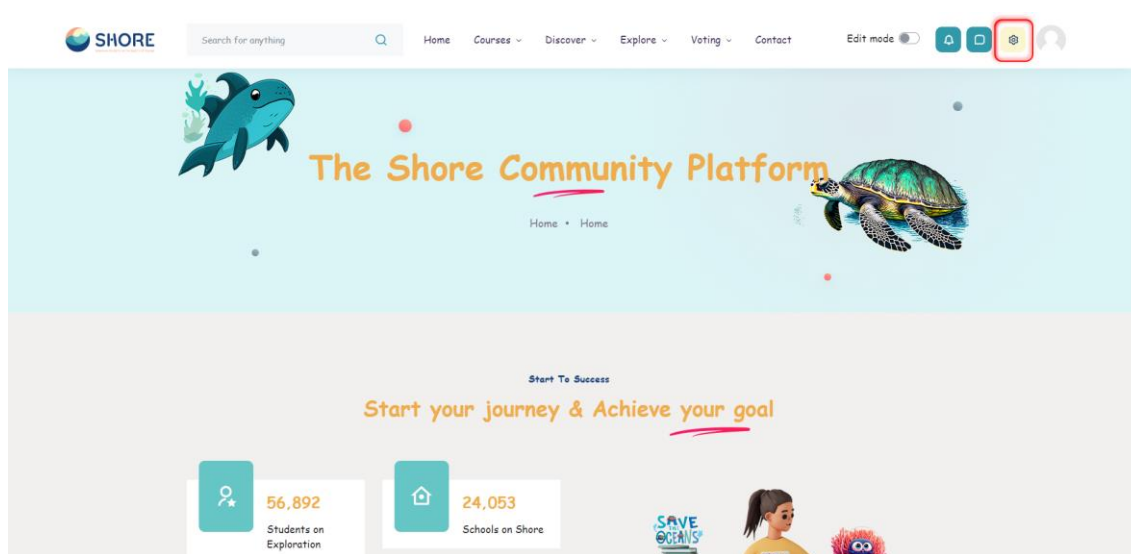 SHORE
Search for anything
Home Courses Discover Explore Voting Contact
Edit mode
The Shore Community Platform
Home • Home
Start To Success
Start your journey & Achieve your goal
56,892
Students on
Exploration
24,053
Schools on Shore
SAVE
THE
OCEANS